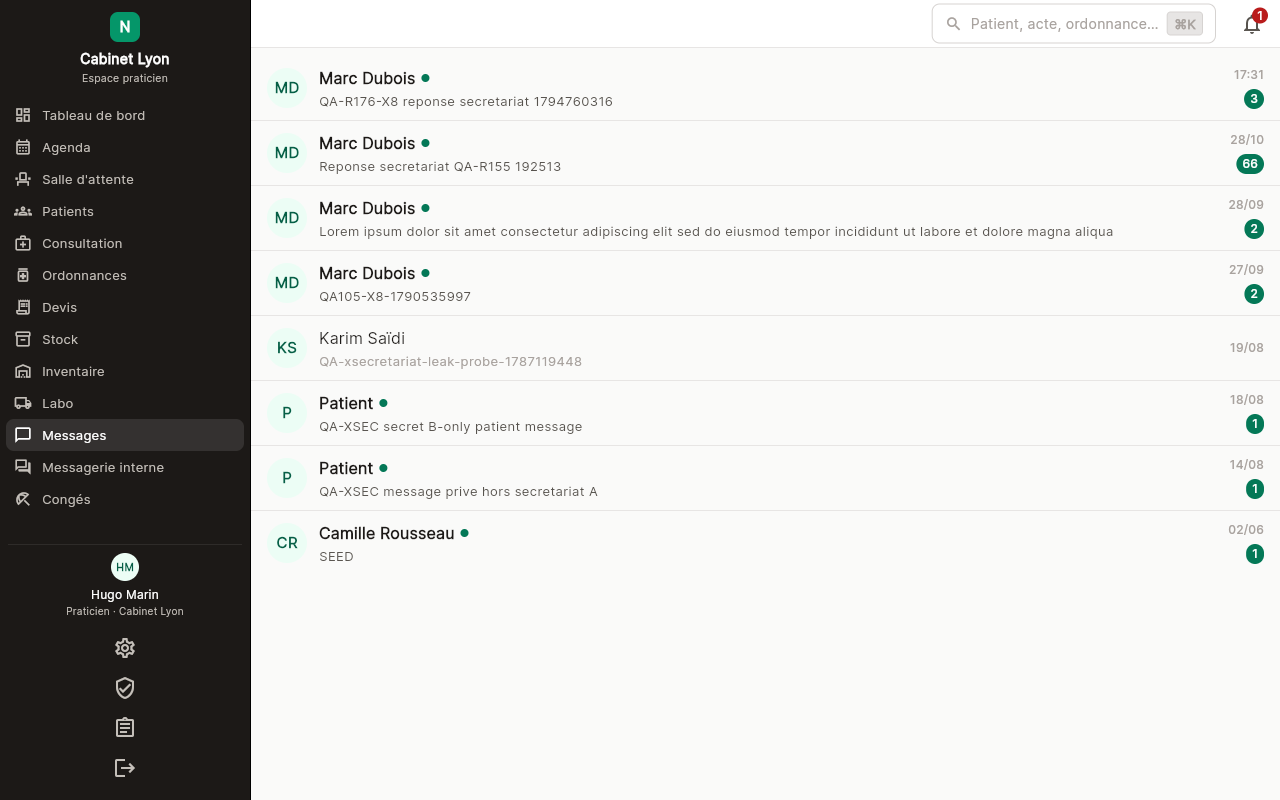 N
Cabinet Lyon
Espace praticien
Tableau de bord
Agenda
Salle d'attente
Patients
Consultation
Ordonnances
Devis
Stock
Inventaire
Labo
Messages
Messagerie interne
Congés
HM
Hugo Marin
Praticien · Cabinet Lyon
Patient, acte, ordonnance... ⌘K
1
MD Marc Dubois 17:31
QA-R176-X8 reponse secretariat 1794760316 3
MD Marc Dubois 28/10
Reponse secretariat QA-R155 192513 66
MD Marc Dubois 28/09
Lorem ipsum dolor sit amet consectetur adipiscing elit sed do eiusmod tempor incididunt ut labore et dolore magna aliqua 2
MD Marc Dubois 27/09
QA105-X8-1790535997 2
KS Karim Saïdi 19/08
QA-xsecretariat-leak-probe-1787119448
P Patient 18/08
QA-XSEC secret B-only patient message 1
P Patient 14/08
QA-XSEC message prive hors secretariat A 1
CR Camille Rousseau 02/06
SEED 1